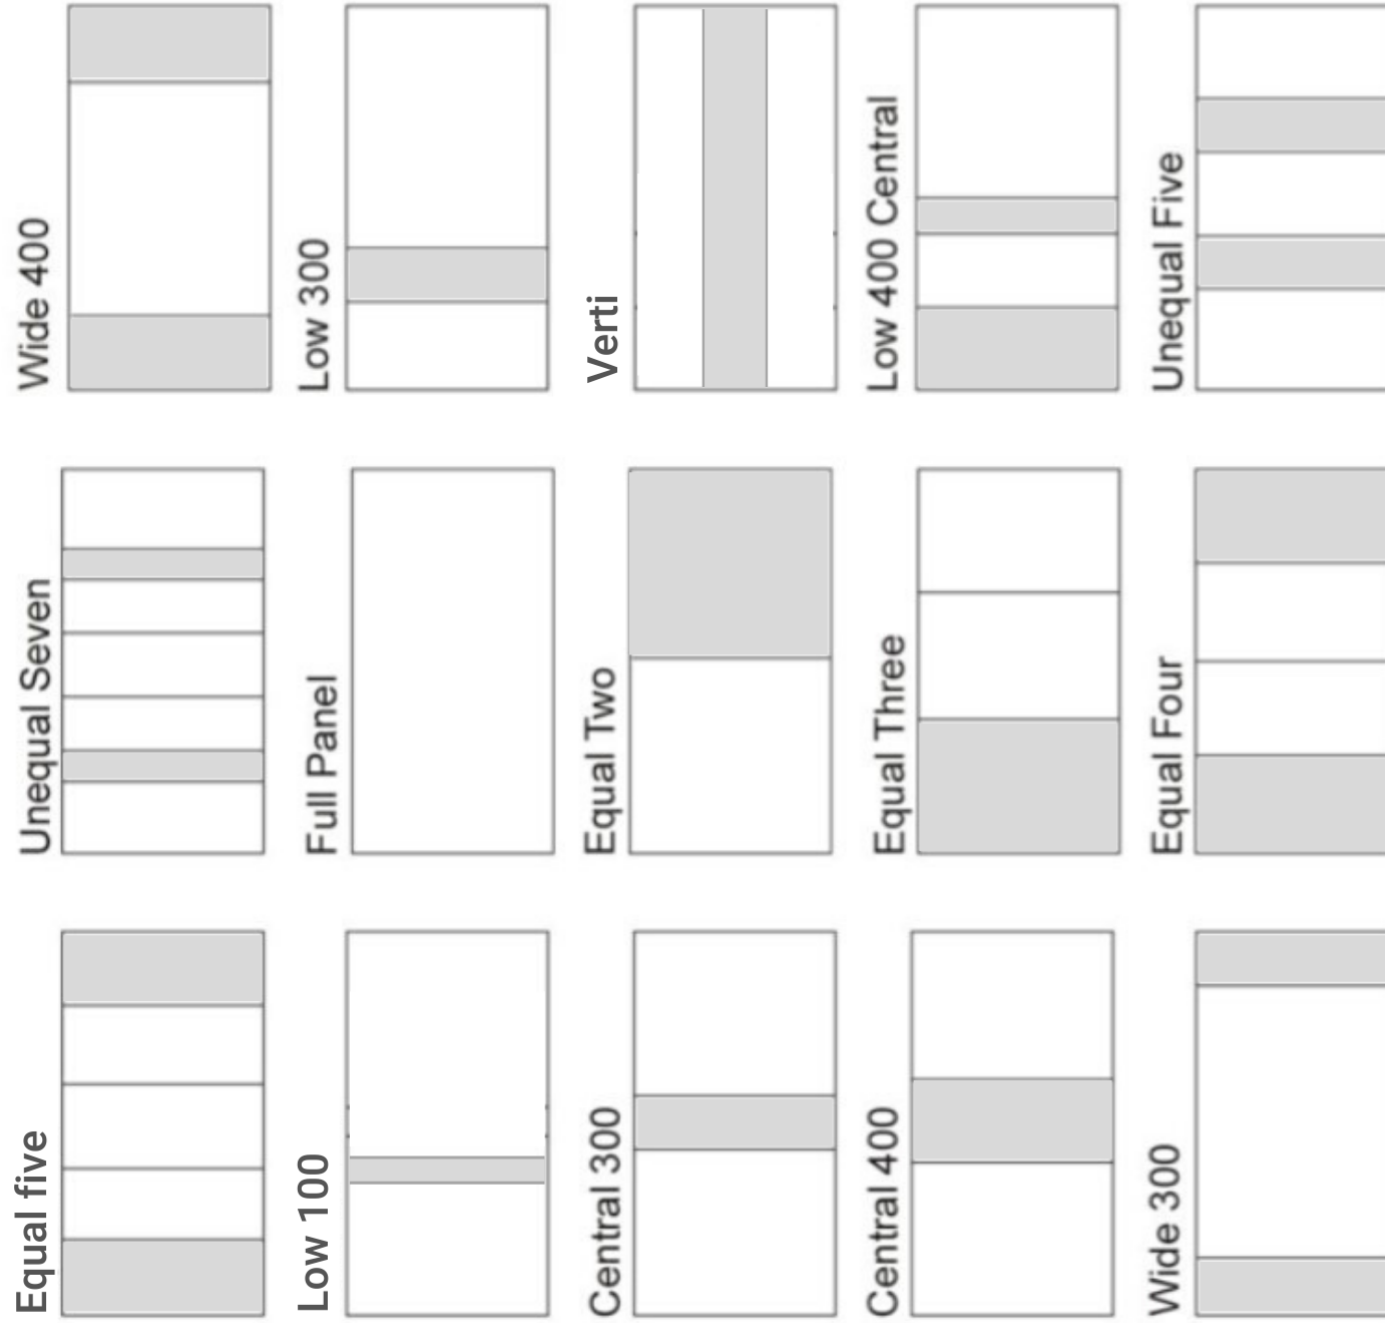 Wide 400
Low 300
Verti
Low 400 Central
Unequal Five
Unequal Seven
Full Panel
Equal Two
Equal Three
Equal Four
Equal five
Low 100
Central 300
Central 400
Wide 300